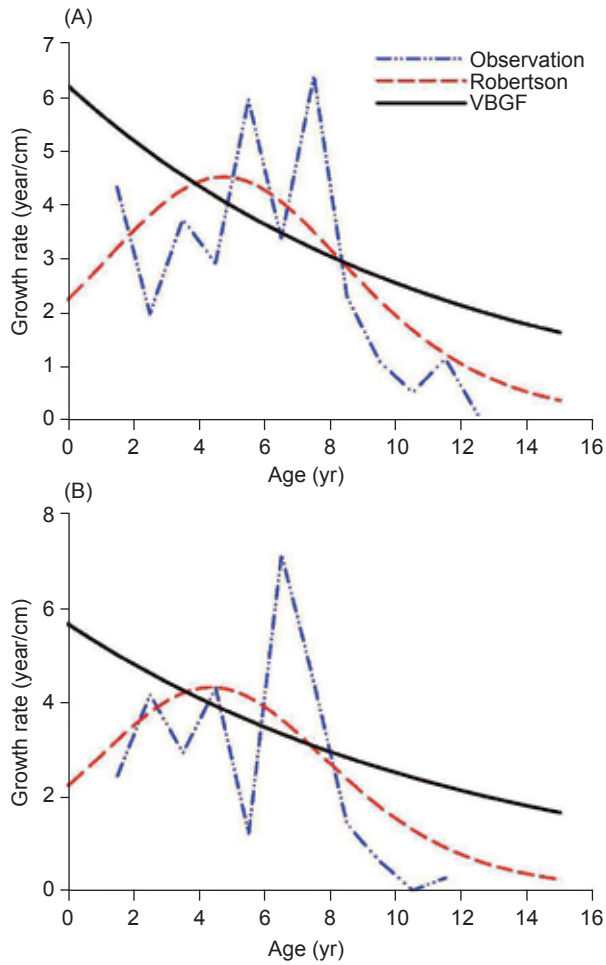 (A)
7
6
5
4
3
2
1
0
Growth rate (year/cm)
Observation
Robertson
VBGF
0 2 4 6 8 10 12 14 16
Age (yr)
(B)
8
6
4
2
0
Growth rate (year/cm)
0 2 4 6 8 10 12 14 16
Age (yr)